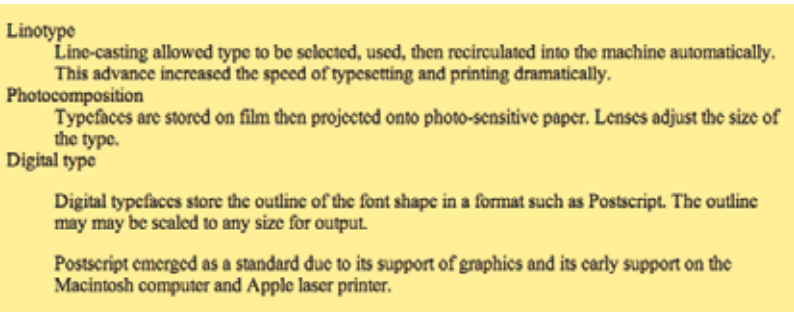 Linotype
Line-casting allowed type to be selected, used, then recirculated into the machine automatically.
This advance increased the speed of typesetting and printing dramatically.
Photocomposition
Typefaces are stored on film then projected onto photo-sensitive paper. Lenses adjust the size of
the type.
Digital type
Digital typefaces store the outline of the font shape in a format such as Postscript. The outline
may may be scaled to any size for output.
Postscript emerged as a standard due to its support of graphics and its early support on the
Macintosh computer and Apple laser printer.